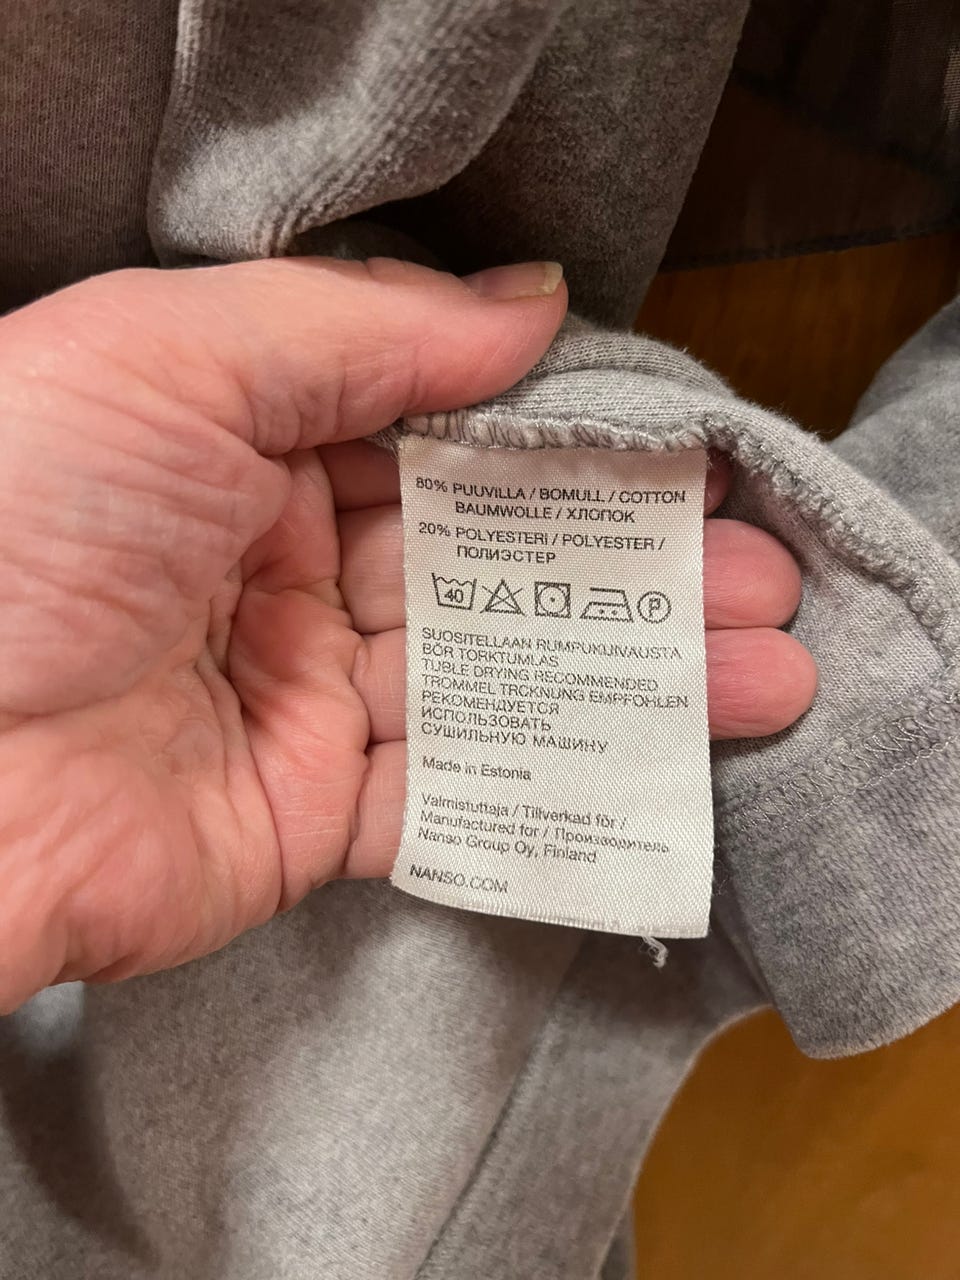 80% PUUVILLA / BOMULL / COTTON
BAUMWOLLE / ХЛОПОК
20% POLYESTERI / POLYESTER /
ПОЛИЭСТЕР
40 P
SUOSITELLAAN RUMPUKUIVAUSTA
BÖR TORKTUMLAS
TUBLE DRYING RECOMMENDED
TROMMEL TRCKNUNG EMPFOHLEN
РЕКОМЕНДУЕТСЯ
ИСПОЛЬЗОВАТЬ
СУШИЛЬНУЮ МАШИНУ
Made in Estonia
Valmistuttaja / Tillverkad för /
Manufactured for / Производитель
Nanso Group Oy, Finland
NANSO.COM